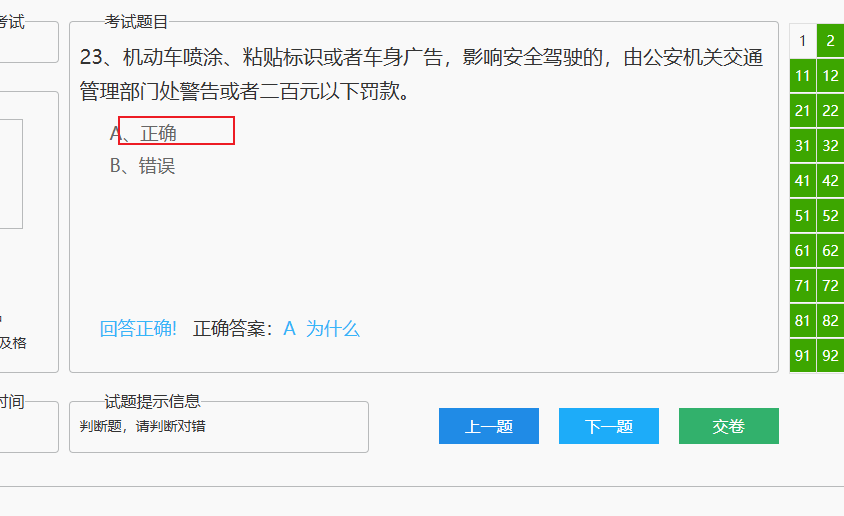 考试
考试题目
23、机动车喷涂、粘贴标识或者车身广告，影响安全驾驶的，由公安机关交通
管理部门处警告或者二百元以下罚款。
A、正确
B、错误
回答正确! 正确答案：A 为什么
及格
时间
试题提示信息
判断题，请判断对错
上一题 下一题 交卷
1 2
11 12
21 22
31 32
41 42
51 52
61 62
71 72
81 82
91 92